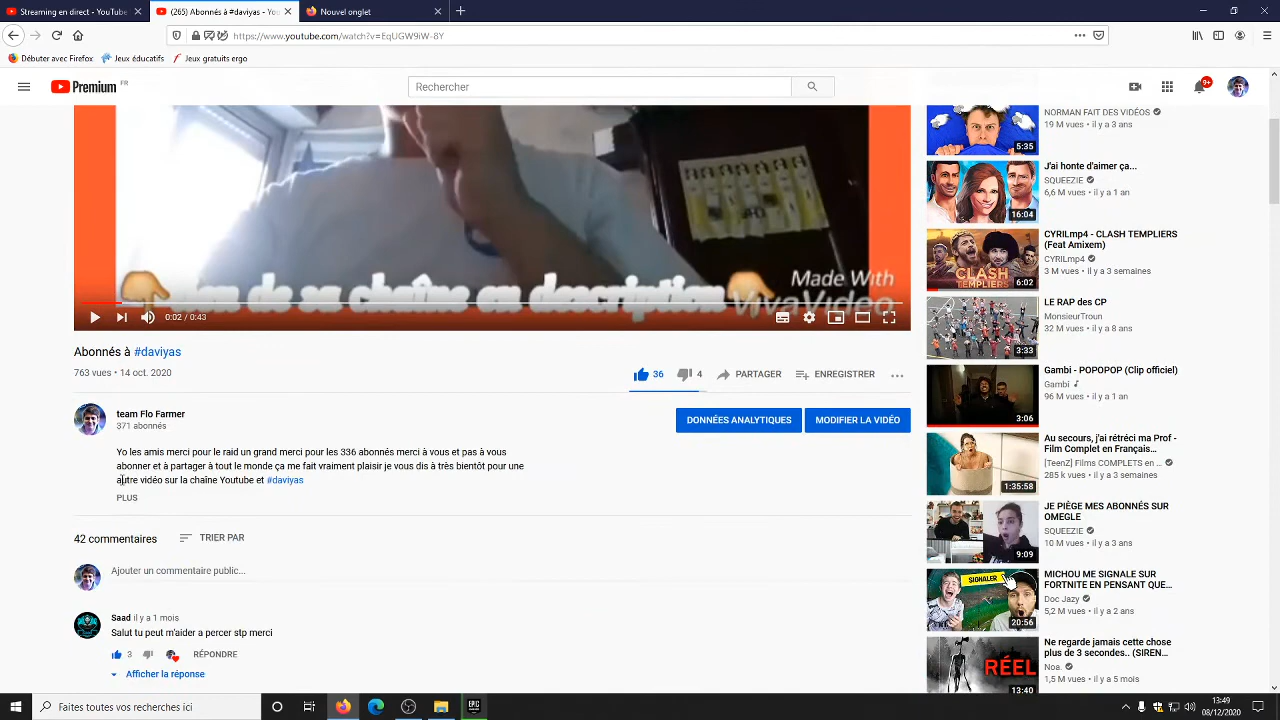 Streaming en direct - YouTube
(265) Abonnés à #daviyas - You
Nouvel onglet
https://www.youtube.com/watch?v=EqUGW9iW-8Y
Débuter avec Firefox
Jeux éducatifs
Jeux gratuits ergo
Premium FR
Rechercher
9+
Made With
VivaVideo
0:02 / 0:43
Abonnés à #daviyas
763 vues • 14 oct. 2020
36
4
PARTAGER
ENREGISTRER
team Flo Farmer
371 abonnés
DONNÉES ANALYTIQUES
MODIFIER LA VIDÉO
Yo les amis merci pour le raid un grand merci pour les 336 abonnés merci à vous et pas à vous
abonner et à partager à tout le monde ça me fait vraiment plaisir je vous dis à très bientôt pour une
autre vidéo sur la chaîne Youtube et #daviyas
PLUS
42 commentaires
TRIER PAR
Ajouter un commentaire public...
Saad il y a 1 mois
Salut tu peut m'aider a percer stp merci
3
RÉPONDRE
Afficher la réponse
NORMAN FAIT DES VIDÉOS
19 M vues • il y a 3 ans
5:35
J'ai honte d'aimer ça...
SQUEEZIE
6,6 M vues • il y a 1 an
16:04
CYRILmp4 - CLASH TEMPLIERS
(Feat Amixem)
CYRILmp4
3 M vues • il y a 3 semaines
CLASH
TEMPLIERS
6:02
LE RAP des CP
MonsieurTroun
32 M vues • il y a 8 ans
3:33
Gambi - POPOPOP (Clip officiel)
Gambi
96 M vues • il y a 1 an
3:06
Au secours, j'ai rétréci ma Prof -
Film Complet en Français...
[TeenZ] Films COMPLETS en ...
285 k vues • il y a 3 semaines
1:35:58
JE PIÈGE MES ABONNÉS SUR
OMEGLE
SQUEEZIE
10 M vues • il y a 3 ans
9:09
MICHOU ME SIGNALE SUR
FORTNITE EN PENSANT QUE...
Doc Jazy
5,2 M vues • il y a 2 ans
SIGNALER
20:56
Ne regarde jamais cette chose
plus de 3 secondes.. (SIREN...
Noa.
1,5 M vues • il y a 5 mois
RÉEL
13:40
Faites toutes vos recherches ici
EPIC
13:49
08/12/2020